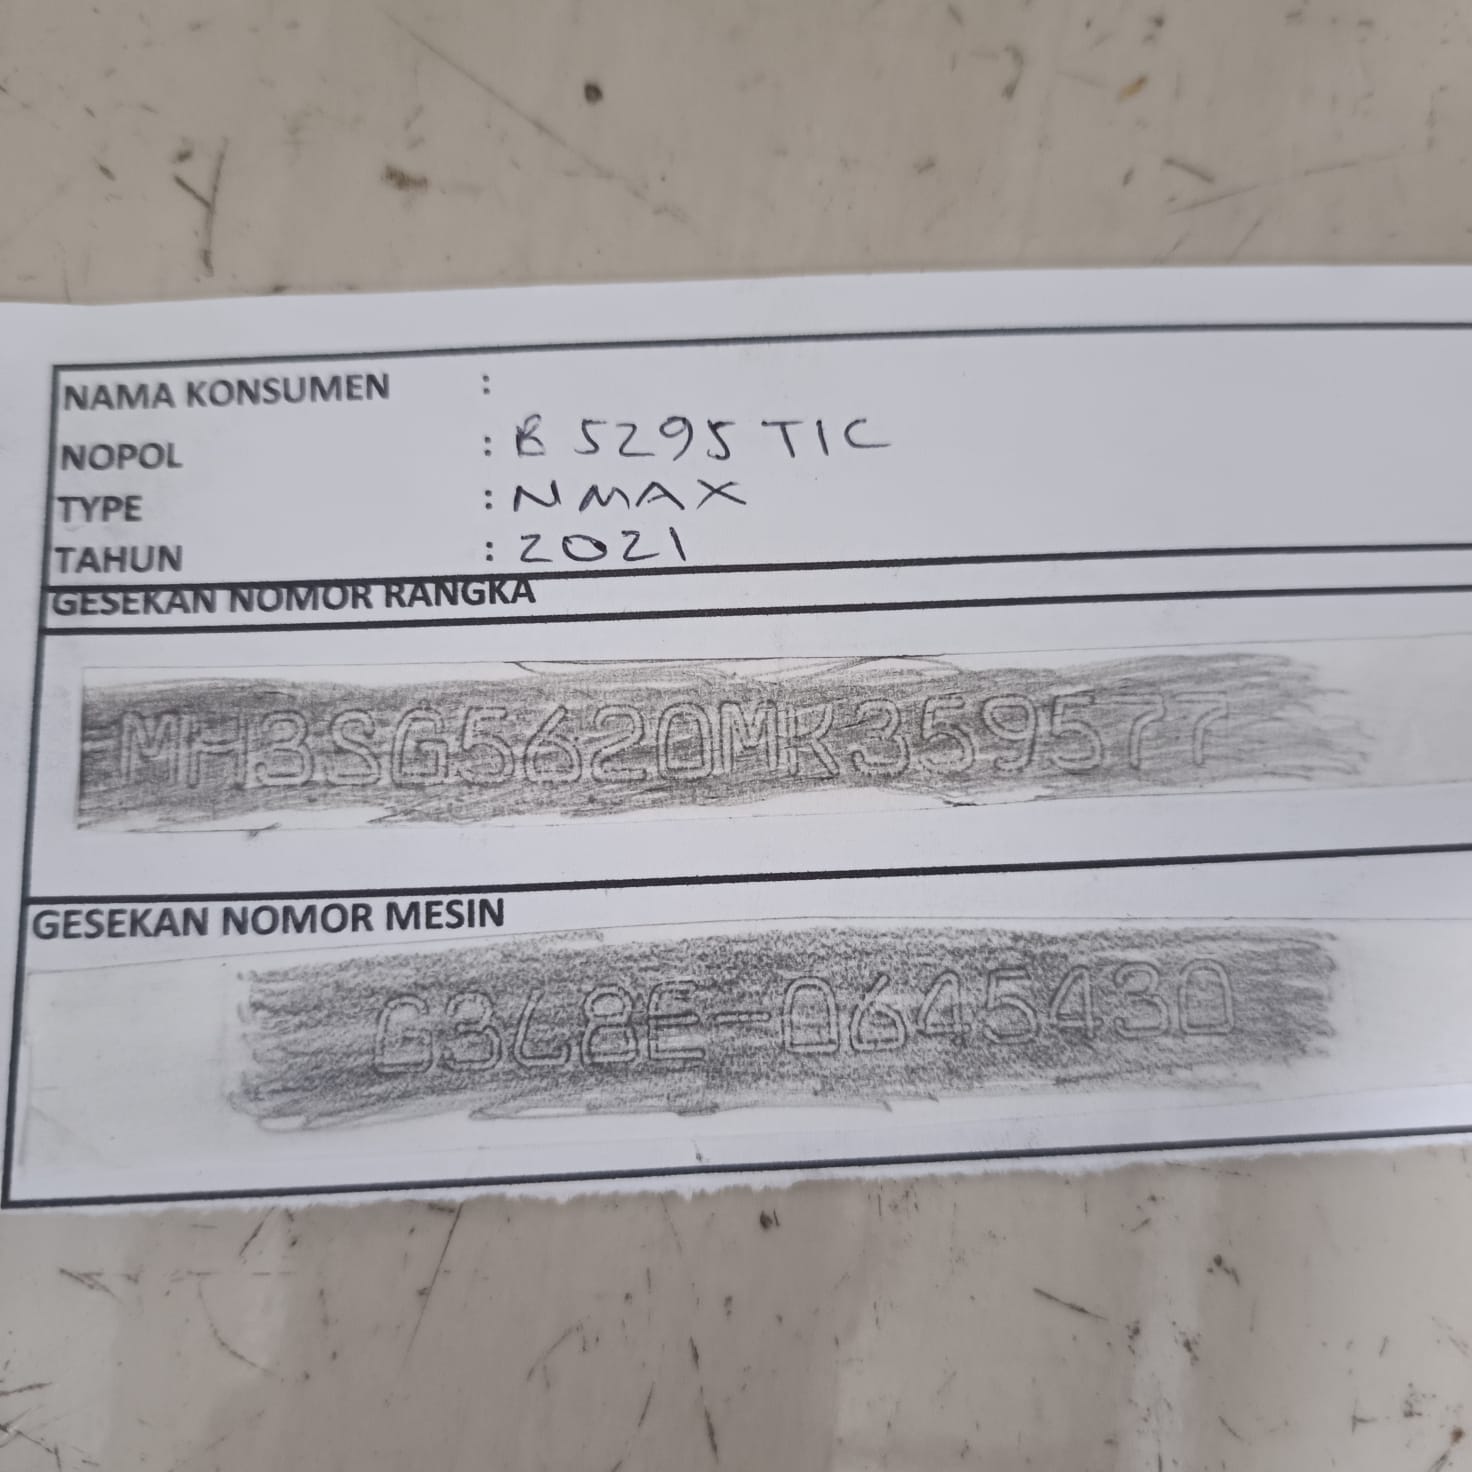 NAMA KONSUMEN :
NOPOL : B 5295 TIC
TYPE : NMAX
TAHUN : 2021
GESEKAN NOMOR RANGKA
MH3SG5620MK359577
GESEKAN NOMOR MESIN
G3L8E-0645430